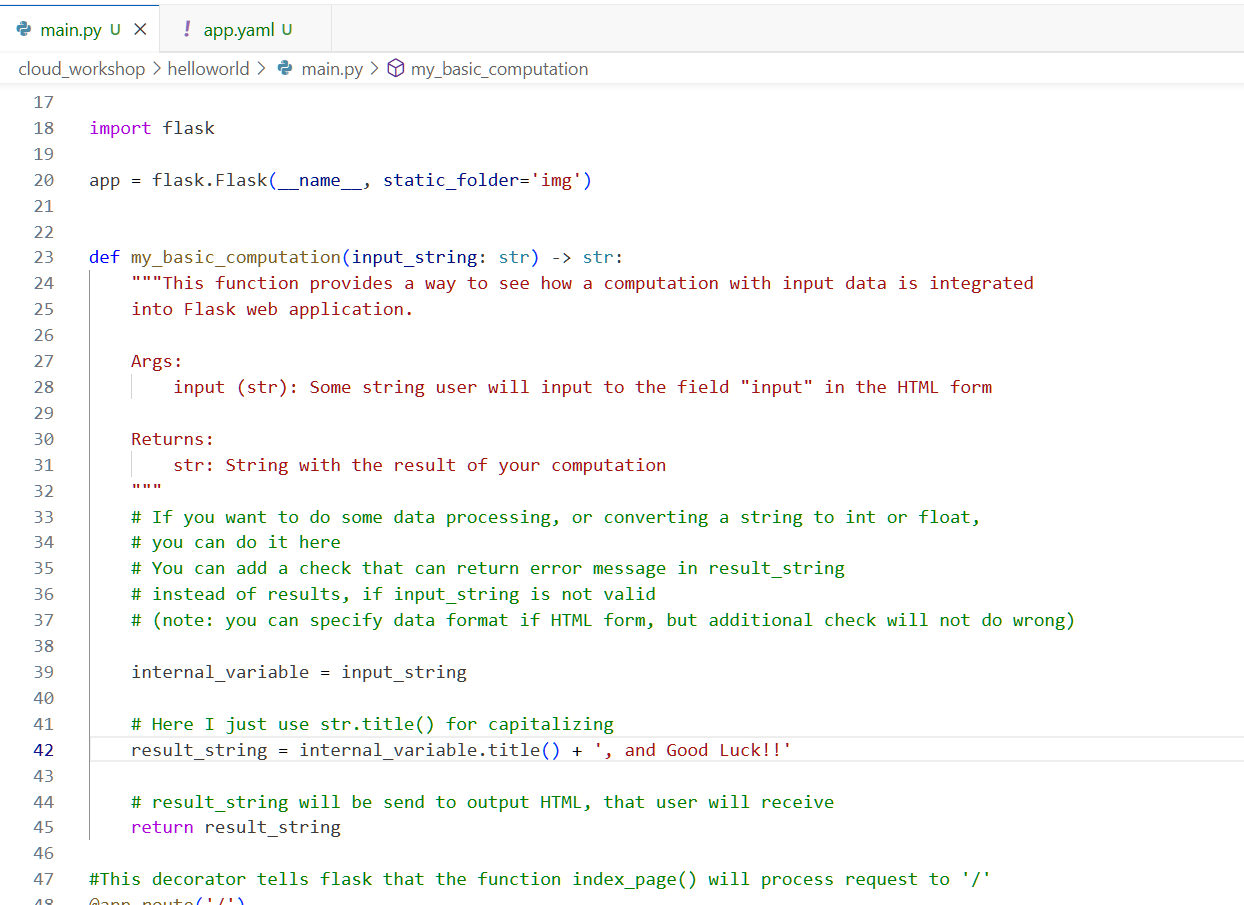 main.py U
! app.yaml U
cloud_workshop > helloworld > main.py > my_basic_computation
17
18 import flask
19
20 app = flask.Flask(__name__, static_folder='img')
21
22
23 def my_basic_computation(input_string: str) -> str:
24     """This function provides a way to see how a computation with input data is integrated
25     into Flask web application.
26
27     Args:
28         input (str): Some string user will input to the field "input" in the HTML form
29
30     Returns:
31         str: String with the result of your computation
32     """
33     # If you want to do some data processing, or converting a string to int or float,
34     # you can do it here
35     # You can add a check that can return error message in result_string
36     # instead of results, if input_string is not valid
37     # (note: you can specify data format if HTML form, but additional check will not do wrong)
38
39     internal_variable = input_string
40
41     # Here I just use str.title() for capitalizing
42     result_string = internal_variable.title() + ', and Good Luck!!'
43
44     # result_string will be send to output HTML, that user will receive
45     return result_string
46
47 #This decorator tells flask that the function index_page() will process request to '/'
48 @app.route('/')